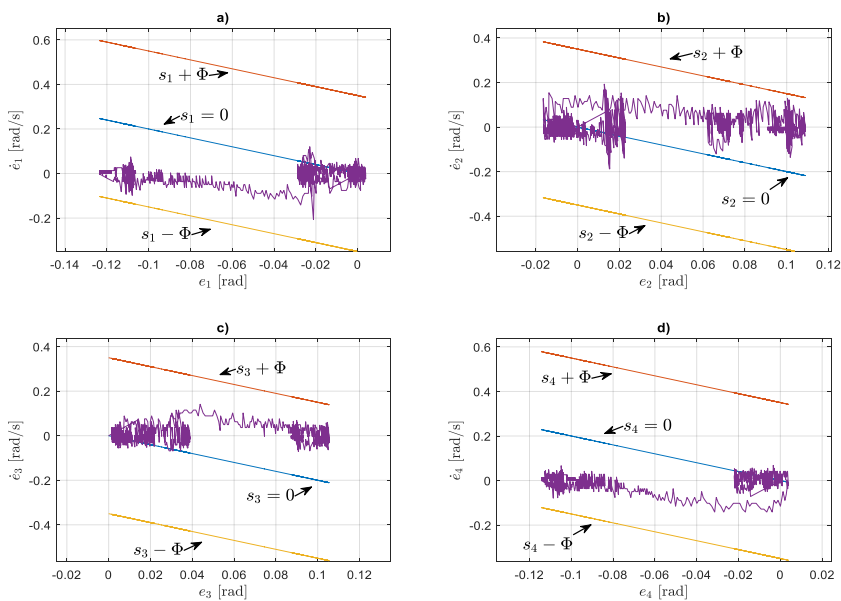 a)
0.6
0.4
0.2
0
-0.2
ė₁ [rad/s]
s₁ + Φ
s₁ = 0
s₁ − Φ
-0.14 -0.12 -0.1 -0.08 -0.06 -0.04 -0.02 0
e₁ [rad]
b)
0.4
0.2
0
-0.2
-0.4
ė₂ [rad/s]
s₂ + Φ
s₂ = 0
s₂ − Φ
-0.02 0 0.02 0.04 0.06 0.08 0.1 0.12
e₂ [rad]
c)
0.4
0.2
0
-0.2
-0.4
ė₃ [rad/s]
s₃ + Φ
s₃ = 0
s₃ − Φ
-0.02 0 0.02 0.04 0.06 0.08 0.1 0.12
e₃ [rad]
d)
0.6
0.4
0.2
0
-0.2
ė₄ [rad/s]
s₄ + Φ
s₄ = 0
s₄ − Φ
-0.12 -0.1 -0.08 -0.06 -0.04 -0.02 0 0.02
e₄ [rad]